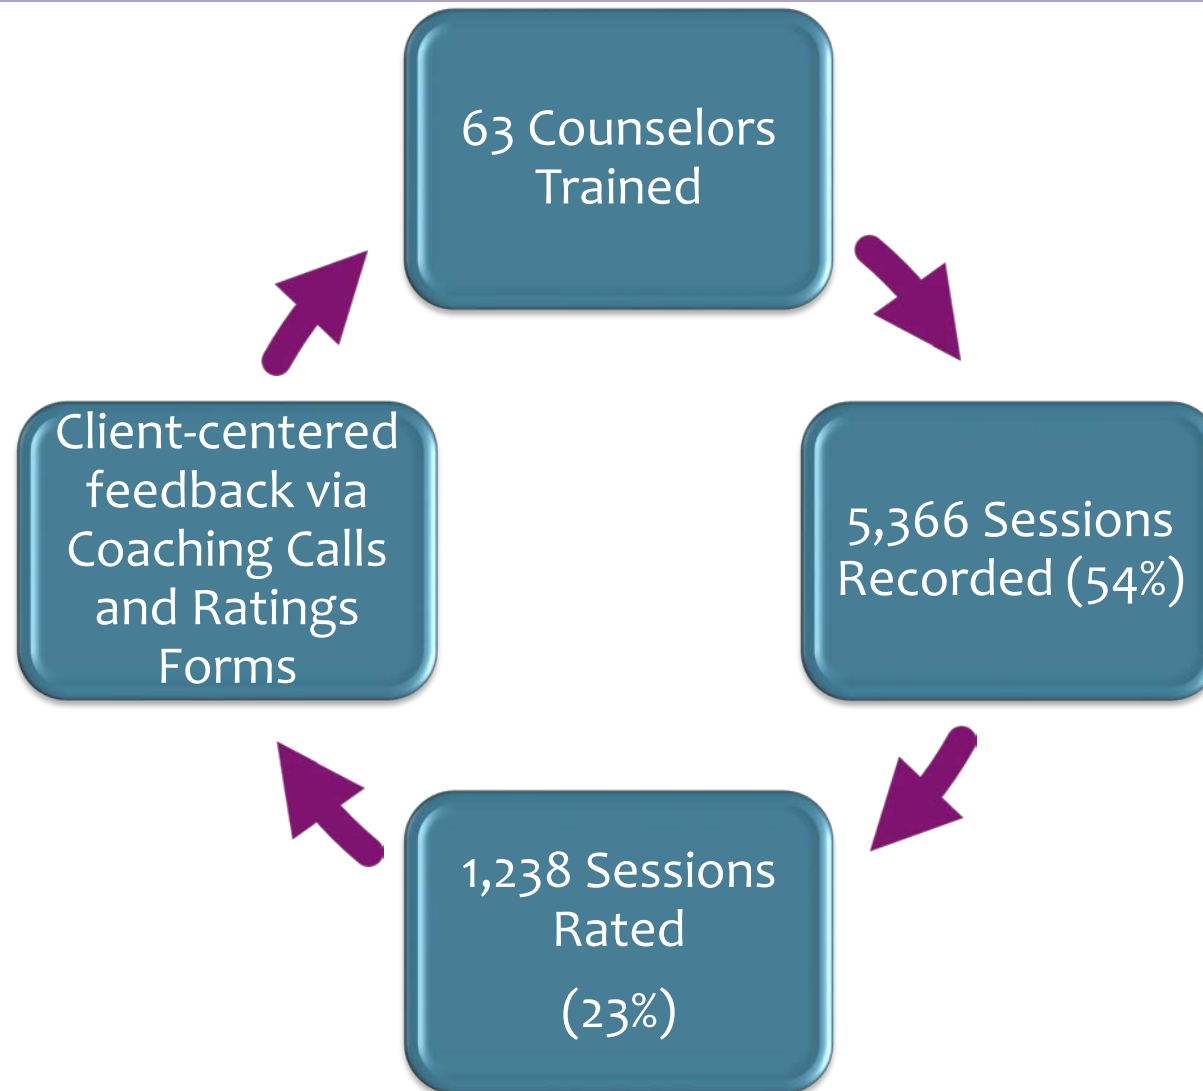 63 Counselors
Trained
5,366 Sessions
Recorded (54%)
1,238 Sessions
Rated
(23%)
Client-centered
feedback via
Coaching Calls
and Ratings
Forms